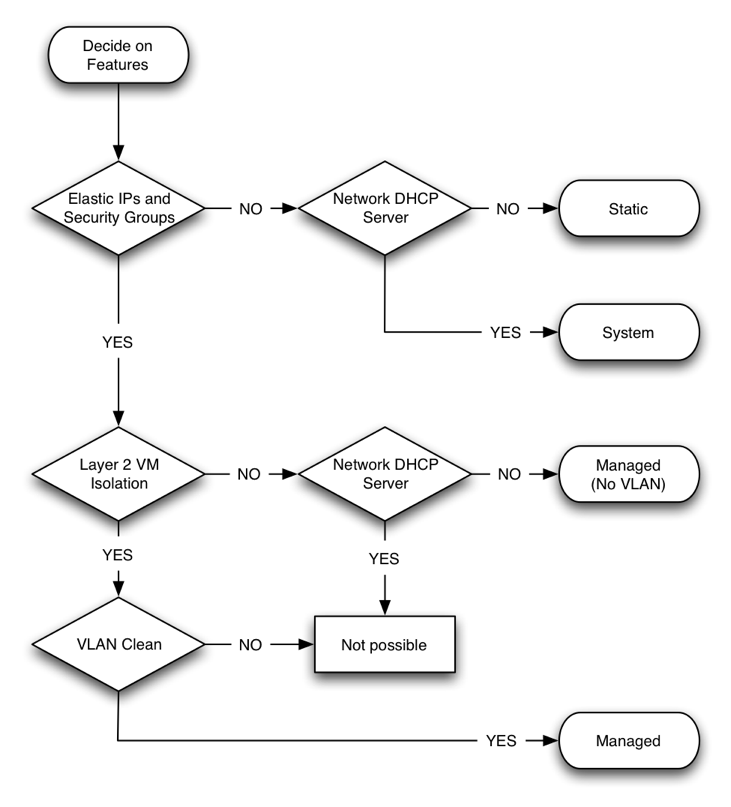 Decide on
Features
Elastic IPs and
Security Groups
NO
Network DHCP
Server
NO
Static
YES
System
YES
Layer 2 VM
Isolation
NO
Network DHCP
Server
NO
Managed
(No VLAN)
YES
YES
VLAN Clean
NO
Not possible
YES
Managed